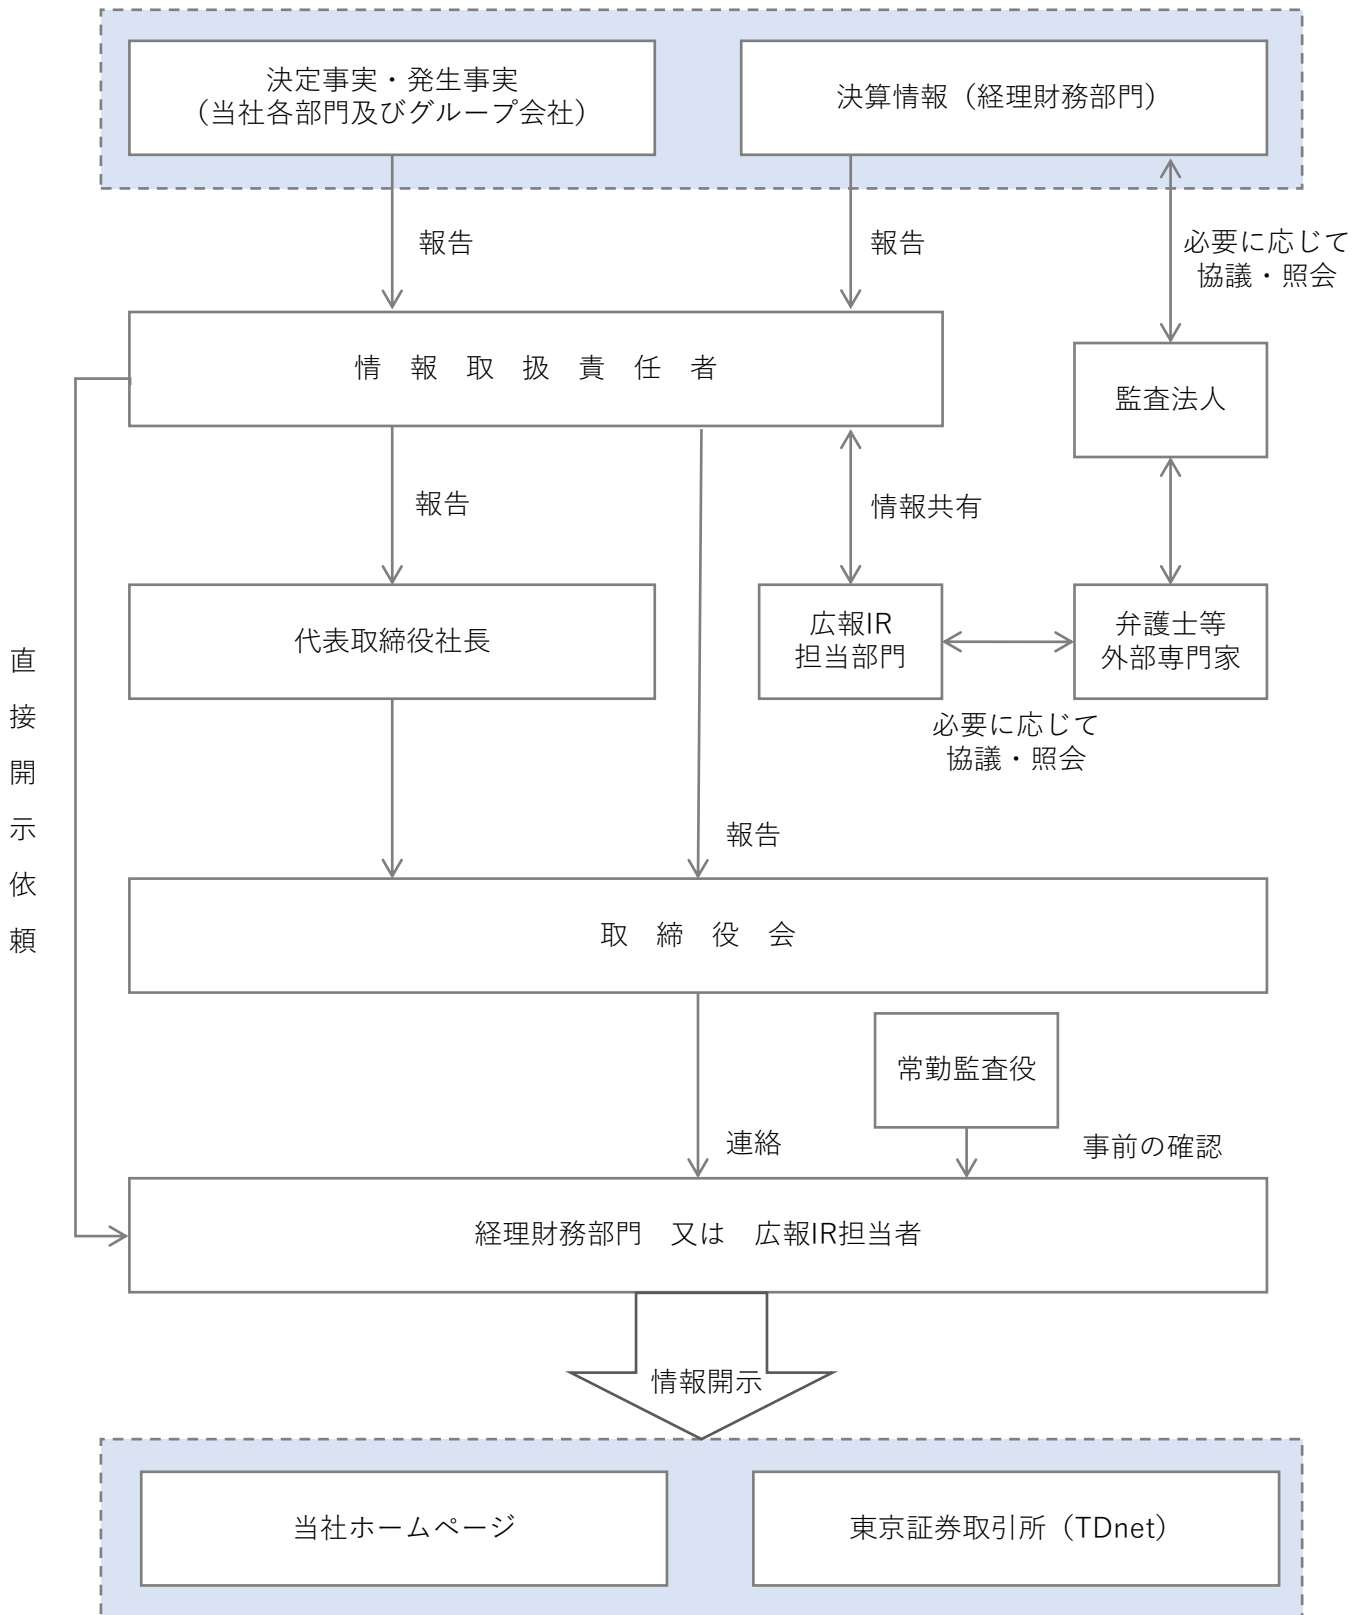 決定事実・発生事実
（当社各部門及びグループ会社）
決算情報（経理財務部門）
報告
報告
必要に応じて
協議・照会
情　報　取　扱　責　任　者
監査法人
報告
情報共有
代表取締役社長
広報IR
担当部門
弁護士等
外部専門家
必要に応じて
協議・照会
直接開示依頼
報告
取　締　役　会
常勤監査役
連絡
事前の確認
経理財務部門　又は　広報IR担当者
情報開示
当社ホームページ
東京証券取引所（TDnet）